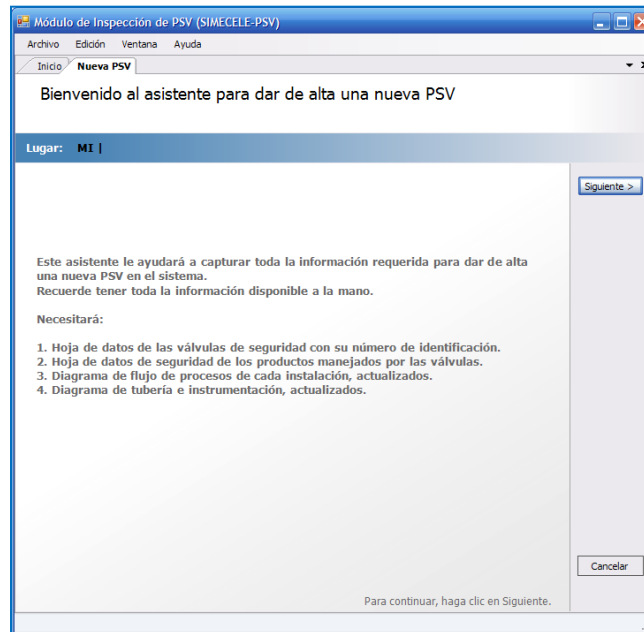 Módulo de Inspección de PSV (SIMECELE-PSV)
Archivo Edición Ventana Ayuda
Inicio Nueva PSV
Bienvenido al asistente para dar de alta una nueva PSV
Lugar: MI |
Siguiente >
Este asistente le ayudará a capturar toda la información requerida para dar de alta
una nueva PSV en el sistema.
Recuerde tener toda la información disponible a la mano.
Necesitará:
1. Hoja de datos de las válvulas de seguridad con su número de identificación.
2. Hoja de datos de seguridad de los productos manejados por las válvulas.
3. Diagrama de flujo de procesos de cada instalación, actualizados.
4. Diagrama de tubería e instrumentación, actualizados.
Cancelar
Para continuar, haga clic en Siguiente.